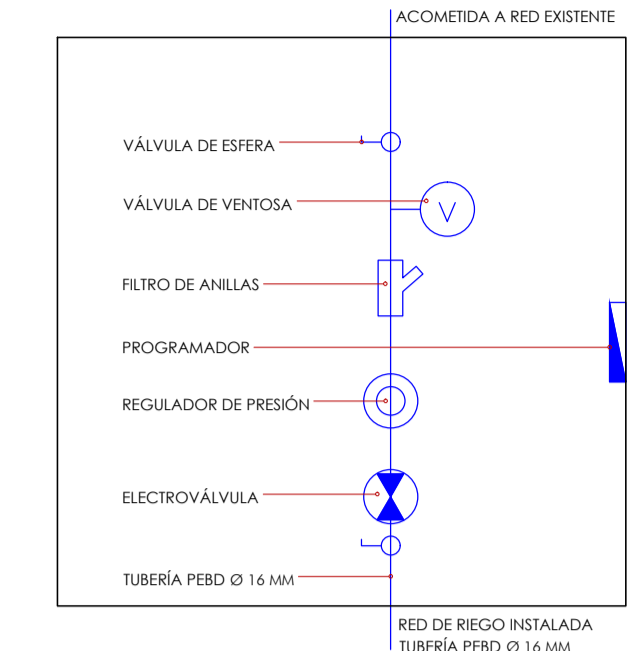 ACOMETIDA A RED EXISTENTE
VÁLVULA DE ESFERA
VÁLVULA DE VENTOSA
V
FILTRO DE ANILLAS
PROGRAMADOR
REGULADOR DE PRESIÓN
ELECTROVÁLVULA
TUBERÍA PEBD Ø 16 MM
RED DE RIEGO INSTALADA
TUBERÍA PEBD Ø 16 MM